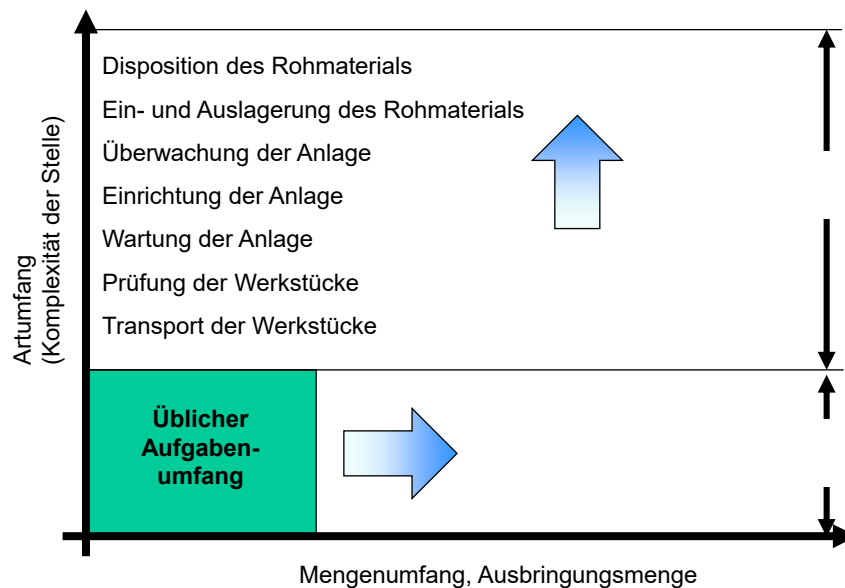 Disposition des Rohmaterials
Ein- und Auslagerung des Rohmaterials
Überwachung der Anlage
Einrichtung der Anlage
Wartung der Anlage
Prüfung der Werkstücke
Transport der Werkstücke
Artumfang
(Komplexität der Stelle)
Üblicher
Aufgaben-
umfang
Mengenumfang, Ausbringungsmenge